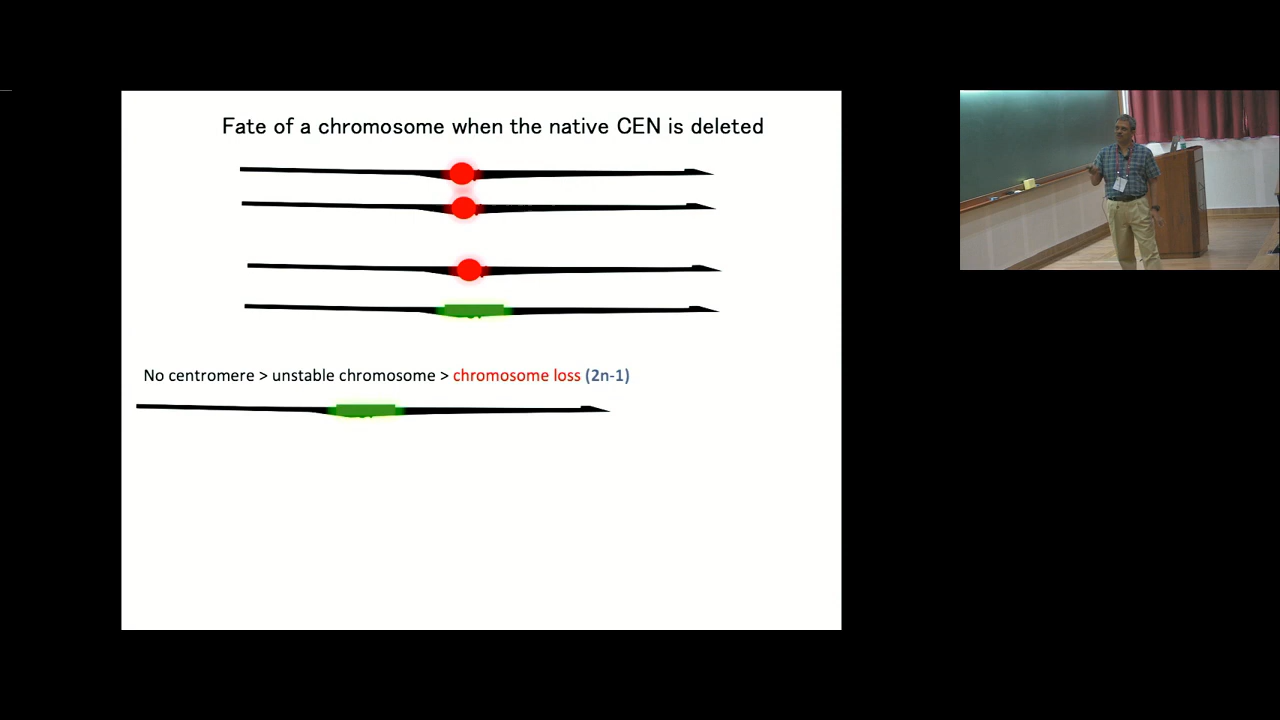 Fate of a chromosome when the native CEN is deleted
No centromere > unstable chromosome > chromosome loss (2n-1)